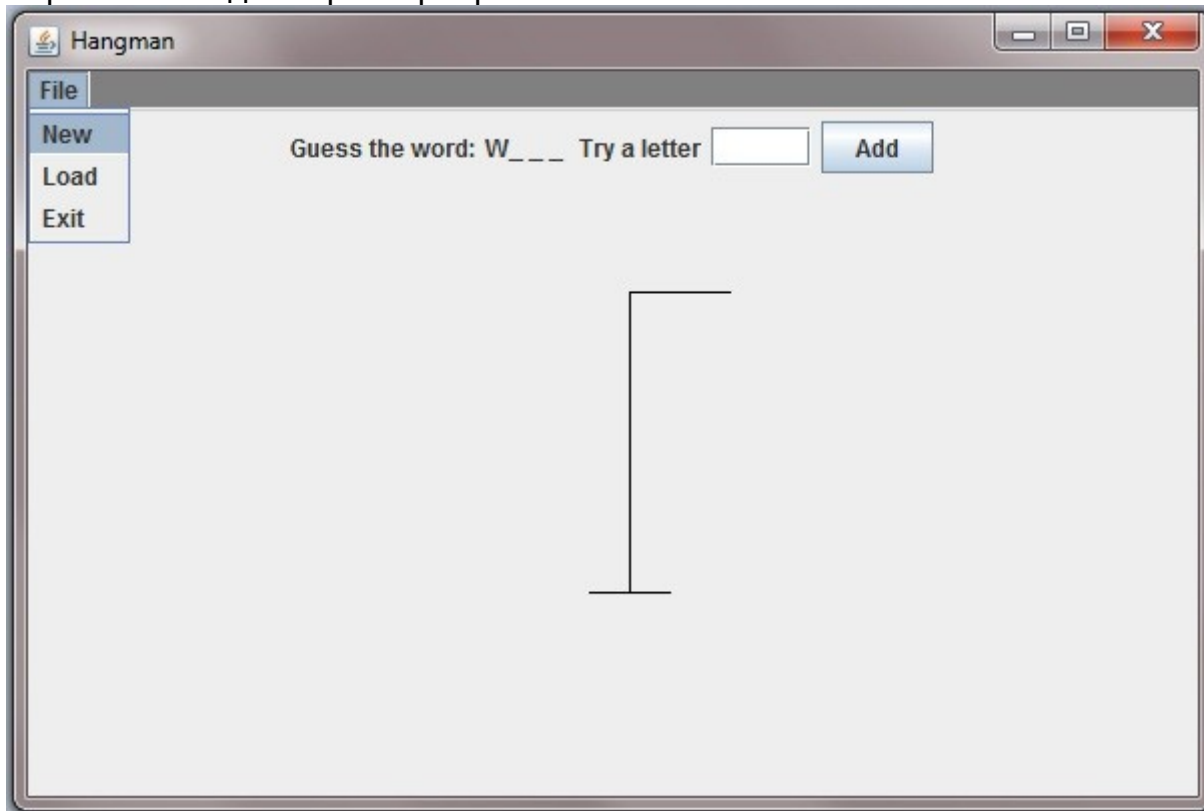 Hangman
File
New
Load
Exit
Guess the word: W_ _ _ Try a letter
Add